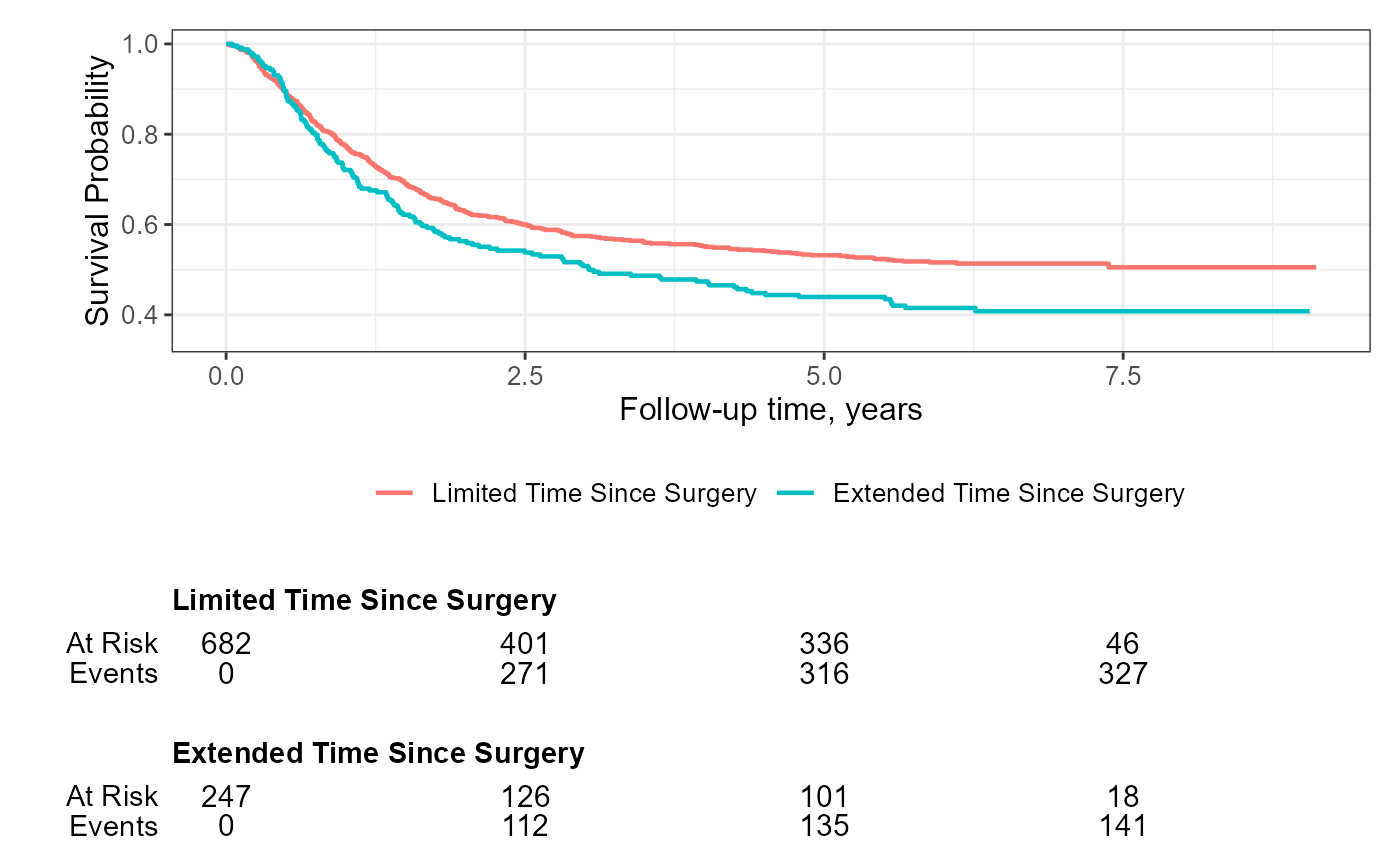 Survival Probability
1.0
0.8
0.6
0.4
0.0 2.5 5.0 7.5
Follow-up time, years
Limited Time Since Surgery Extended Time Since Surgery
Limited Time Since Surgery
At Risk 682 401 336 46
Events 0 271 316 327
Extended Time Since Surgery
At Risk 247 126 101 18
Events 0 112 135 141